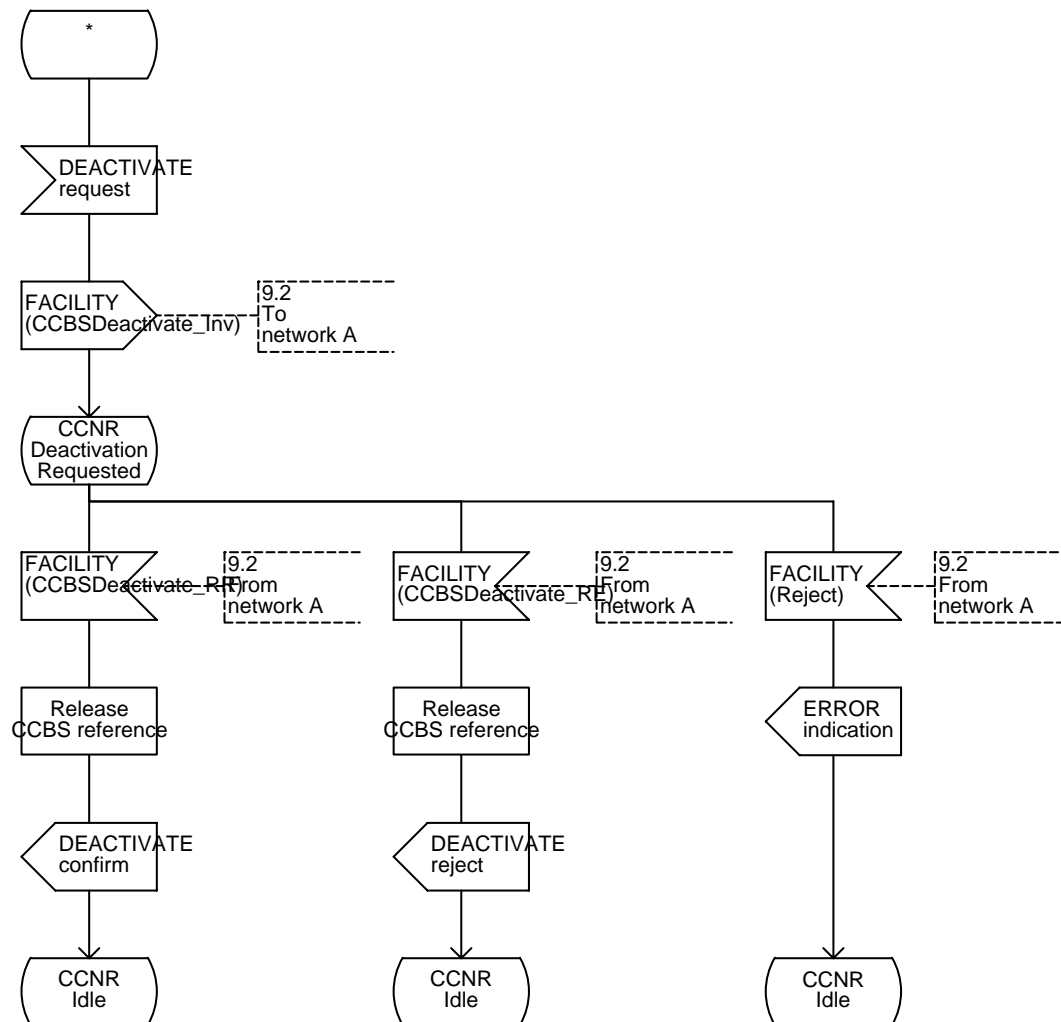 *
DEACTIVATE
request
FACILITY
(CCBSDeactivate_Inv)
9.2
To
network A
CCNR
Deactivation
Requested
FACILITY
(CCBSDeactivate_RR)
9.2
From
network A
FACILITY
(CCBSDeactivate_RE)
9.2
From
network A
FACILITY
(Reject)
9.2
From
network A
Release
CCBS reference
Release
CCBS reference
ERROR
indication
DEACTIVATE
confirm
DEACTIVATE
reject
CCNR
Idle
CCNR
Idle
CCNR
Idle